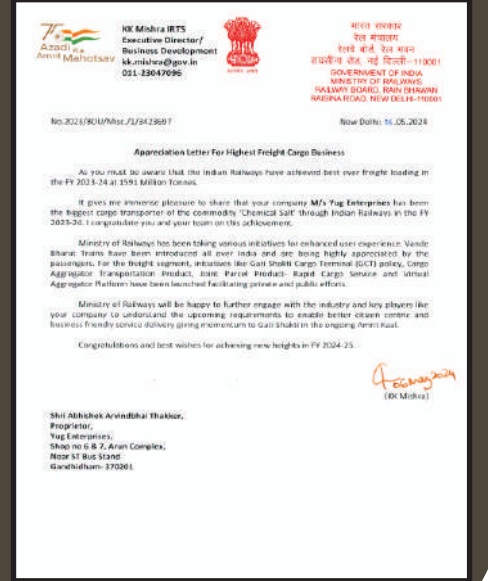 Azadi Ka
Amrit Mahotsav
KK Mishra IRTS
Executive Director/
Business Development
kk.mishra@gov.in
011-23047096
भारत सरकार
रेल मंत्रालय
रेलवे बोर्ड, रेल भवन
रायसीना रोड, नई दिल्ली-110001
GOVERNMENT OF INDIA
MINISTRY OF RAILWAYS
RAILWAY BOARD, RAIN BHAWAN
RAISINA ROAD, NEW DELHI-110001
New Delhi: 16.05.2024
Appreciation Letter For Highest Freight Cargo Business
As you must be aware that the Indian Railways have achieved best ever freight loading in
the FY 2023-24 at 1591 Million Tonnes.
It gives me immense pleasure to share that your company M/s Yug Enterprises has been
the biggest cargo transporter of the commodity 'Chemical Salt' through Indian Railways in the FY
2023-24. I congratulate you and your team on this achievement.
Ministry of Railways has been taking various initiatives for enhanced user experience. Vande
Bharat Trains have been introduced all over India and are being highly appreciated by the
passengers. For the freight segment, initiatives like Gati Shakti Cargo Terminal (GCT) policy, Cargo
Aggregator Transportation Product, Joint Parcel Product- Rapid Cargo Service and Virtual
Aggregator Platform have been launched facilitating private and public efforts.
Ministry of Railways will be happy to further engage with the industry and key players like
your company to understand the upcoming requirements to enable better citizen centric and
business friendly service delivery giving momentum to Gati Shakti in the ongoing Amrit Kaal.
Congratulations and best wishes for achieving new heights in FY 2024-25.
(KK Mishra)
Shri Abhishek Arvindbhai Thakker,
Proprietor,
Yug Enterprises,
Shop no 6 & 7, Arun Complex,
Near ST Bus Stand
Gandhidham- 370201